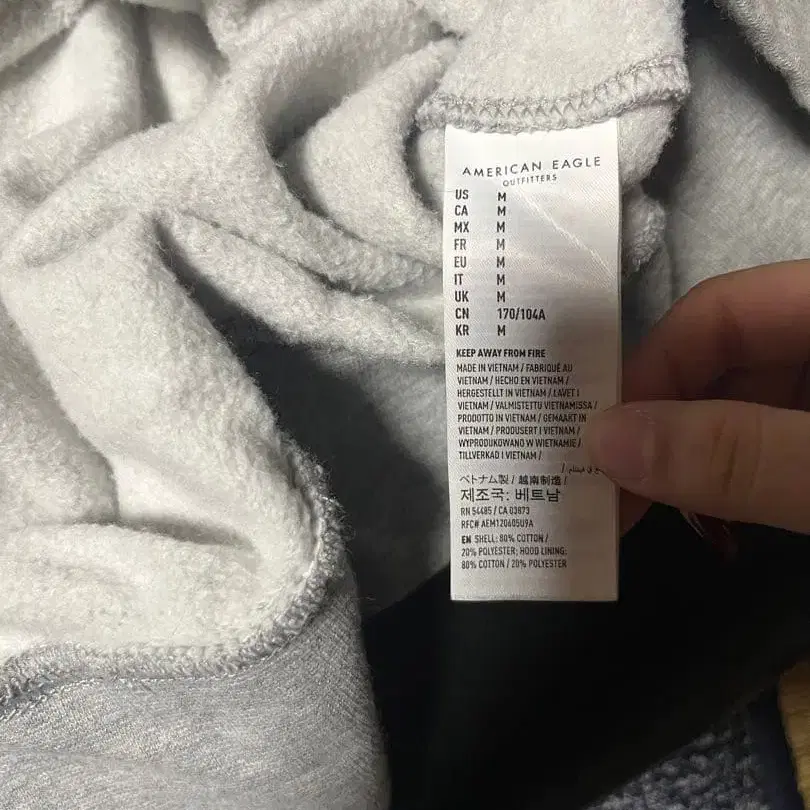 AMERICAN EAGLE
OUTFITTERS
US M
CA M
MX M
FR M
EU M
IT M
UK M
CN 170/104A
KR M
KEEP AWAY FROM FIRE
MADE IN VIETNAM / FABRIQUÉ AU
VIETNAM / HECHO EN VIETNAM /
HERGESTELLT IN VIETNAM / LAVET I
VIETNAM / VALMISTETTU VIETNAMISSA /
PRODOTTO IN VIETNAM / GEMAAKT IN
VIETNAM / PRODUSERT I VIETNAM /
WYPRODUKOWANO W WIETNAMIE /
TILLVERKAD I VIETNAM /
ベトナム製 / 越南制造 /
제조국: 베트남
RN 54485 / CA 03873
RFC# AEM120605U9A
EN SHELL: 80% COTTON /
20% POLYESTER; HOOD LINING:
80% COTTON / 20% POLYESTER